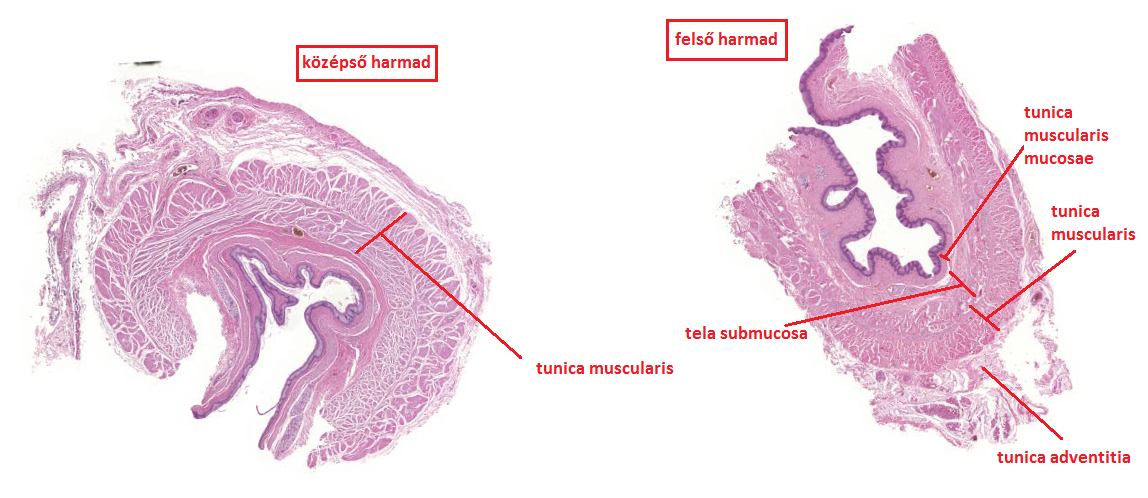 középső harmad
felső harmad
tunica
muscularis
mucosae
tunica
muscularis
tela submucosa
tunica muscularis
tunica adventitia